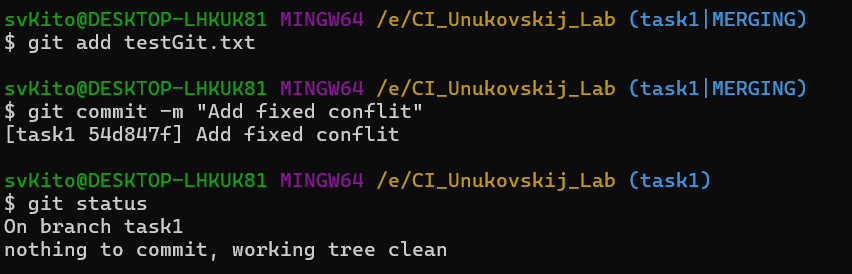 svKito@DESKTOP-LHKUK81 MINGW64 /e/CI_Unukovskij_Lab (task1|MERGING)
$ git add testGit.txt
svKito@DESKTOP-LHKUK81 MINGW64 /e/CI_Unukovskij_Lab (task1|MERGING)
$ git commit -m "Add fixed conflit"
[task1 54d847f] Add fixed conflit
svKito@DESKTOP-LHKUK81 MINGW64 /e/CI_Unukovskij_Lab (task1)
$ git status
On branch task1
nothing to commit, working tree clean